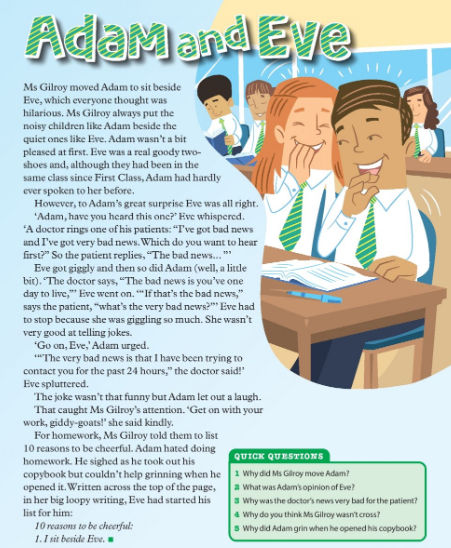 Adam and Eve
Ms Gilroy moved Adam to sit beside
Eve, which everyone thought was
hilarious. Ms Gilroy always put the
noisy children like Adam beside the
quiet ones like Eve. Adam wasn't a bit
pleased at first. Eve was a real goody two-
shoes and, although they had been in the
same class since First Class, Adam had hardly
ever spoken to her before.
However, to Adam's great surprise Eve was all right.
‘Adam, have you heard this one?’ Eve whispered.
‘A doctor rings one of his patients: “I've got bad news
and I've got very bad news. Which do you want to hear
first?” So the patient replies, “The bad news… ”’
Eve got giggly and then so did Adam (well, a little
bit). ‘The doctor says, “The bad news is you've one
day to live,”’ Eve went on. ‘“If that's the bad news,”
says the patient, “what's the very bad news?”’ Eve had
to stop because she was giggling so much. She wasn't
very good at telling jokes.
‘Go on, Eve,’ Adam urged.
‘“The very bad news is that I have been trying to
contact you for the past 24 hours,” the doctor said!’
Eve spluttered.
The joke wasn't that funny but Adam let out a laugh.
That caught Ms Gilroy's attention. ‘Get on with your
work, giddy-goats!’ she said kindly.
For homework, Ms Gilroy told them to list
10 reasons to be cheerful. Adam hated doing
homework. He sighed as he took out his
copybook but couldn't help grinning when he
opened it. Written across the top of the page,
in her big loopy writing, Eve had started his
list for him:
10 reasons to be cheerful:
1. I sit beside Eve.
QUICK QUESTIONS
1 Why did Ms Gilroy move Adam?
2 What was Adam's opinion of Eve?
3 Why was the doctor's news very bad for the patient?
4 Why do you think Ms Gilroy wasn't cross?
5 Why did Adam grin when he opened his copybook?